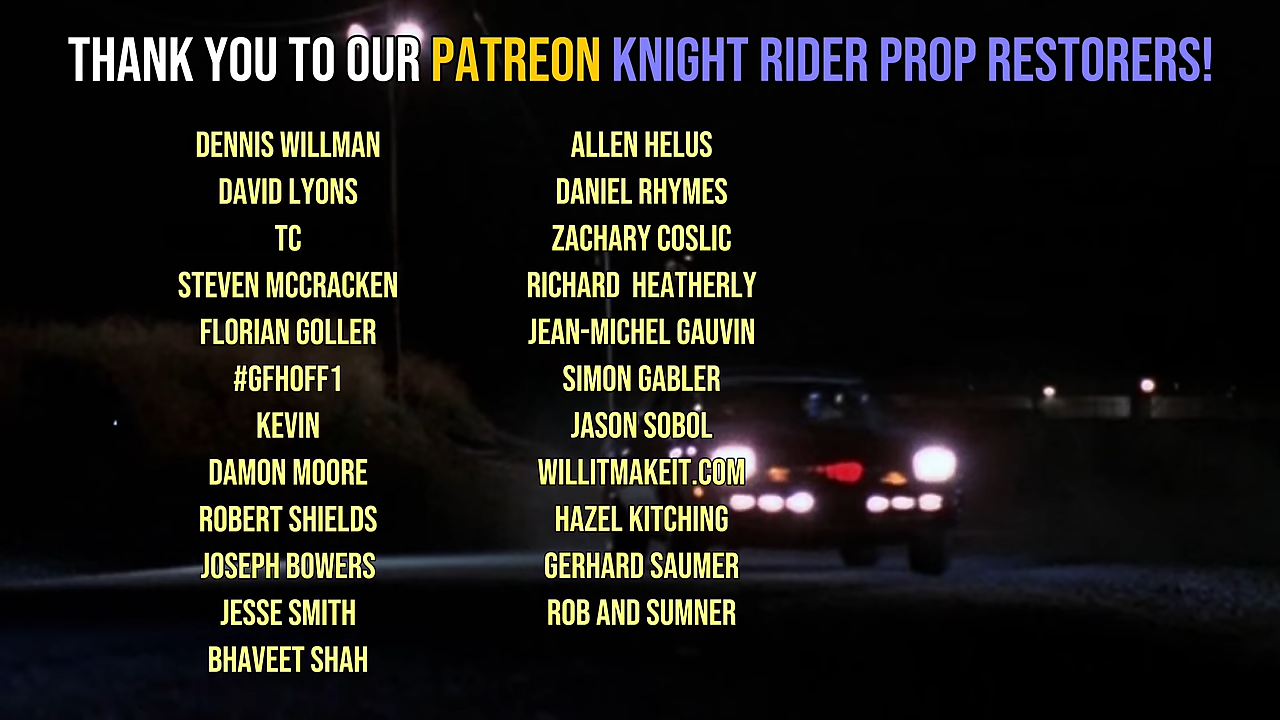 THANK YOU TO OUR PATREON KNIGHT RIDER PROP RESTORERS!
DENNIS WILLMAN
DAVID LYONS
TC
STEVEN MCCRACKEN
FLORIAN GOLLER
#GFHOFF1
KEVIN
DAMON MOORE
ROBERT SHIELDS
JOSEPH BOWERS
JESSE SMITH
BHAVEET SHAH
ALLEN HELUS
DANIEL RHYMES
ZACHARY COSLIC
RICHARD  HEATHERLY
JEAN-MICHEL GAUVIN
SIMON GABLER
JASON SOBOL
WILLITMAKEIT.COM
HAZEL KITCHING
GERHARD SAUMER
ROB AND SUMNER